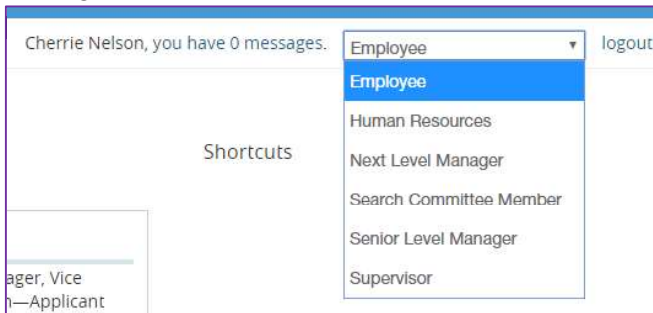 Cherrie Nelson, you have 0 messages. Employee logout
Employee
Human Resources
Shortcuts
Next Level Manager
Search Committee Member
Senior Level Manager
Supervisor
ager, Vice
—Applicant